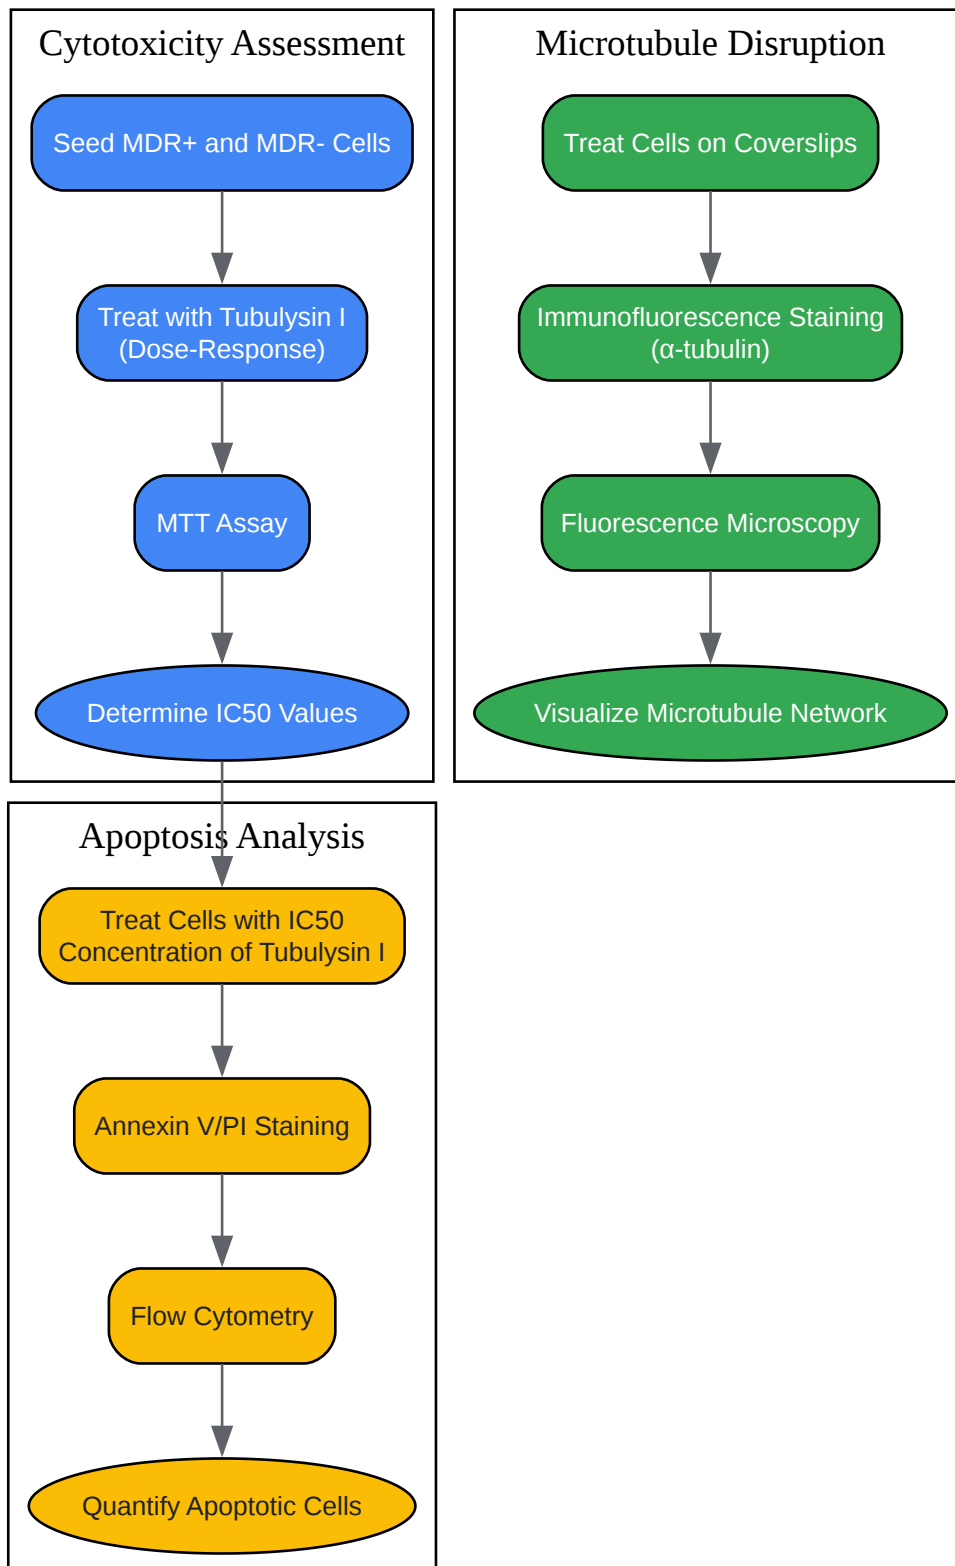 Cytotoxicity Assessment
Seed MDR+ and MDR- Cells
Treat with Tubulysin I
(Dose-Response)
MTT Assay
Determine IC50 Values
Microtubule Disruption
Treat Cells on Coverslips
Immunofluorescence Staining
(α-tubulin)
Fluorescence Microscopy
Visualize Microtubule Network
Apoptosis Analysis
Treat Cells with IC50
Concentration of Tubulysin I
Annexin V/PI Staining
Flow Cytometry
Quantify Apoptotic Cells